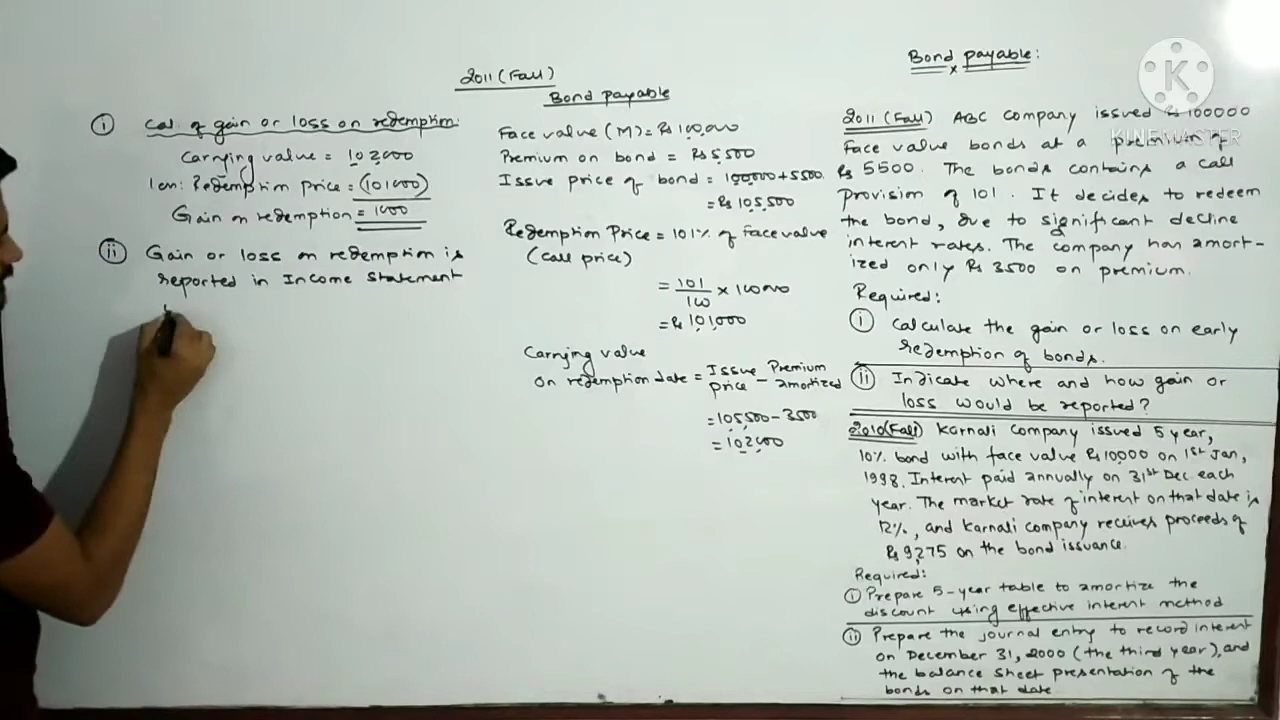 2011 (Fall)
Bond payable
(i) Cal. of gain or loss on redemption:
Carrying value = 102000
Less: Redemption price = (101000)
Gain on redemption = 1000
(ii) Gain or loss on redemption is
reported in Income Statement
Face value (M) = Rs 100,000
Premium on bond = Rs 5,500
Issue price of bond = 100,000 + 5500
= Rs 105,500
Redemption Price = 101% of face value
(Call price)
= 101/100 × 100000
= Rs 101,000
Carrying value
on redemption date = Issue price − Premium amortized
= 105,500 − 3500
= 102,000
Bond payable:
K
KINEMASTER
2011 (Fall) ABC company issued Rs 100000
face value bonds at a premium of
Rs 5500. The bonds contains a call
provision of 101. It decides to redeem
the bond, due to significant decline
interest rates. The company has amort-
ized only Rs 3500 on premium.
Required:
(i) Calculate the gain or loss on early
redemption of bonds.
(ii) Indicate where and how gain or
loss would be reported?
2010 (Fall) Karnali company issued 5 year,
10% bond with face value Rs 10,000 on 1st Jan,
1998. Interest paid annually on 31st Dec. each
year. The market rate of interest on that date is
12%, and Karnali company receives proceeds of
Rs 9,275 on the bond issuance.
Required:
(i) Prepare 5-year table to amortize the
discount using effective interest method
(ii) Prepare the journal entry to record interest
on December 31, 2000 (the third year), and
the balance sheet presentation of the
bonds on that date